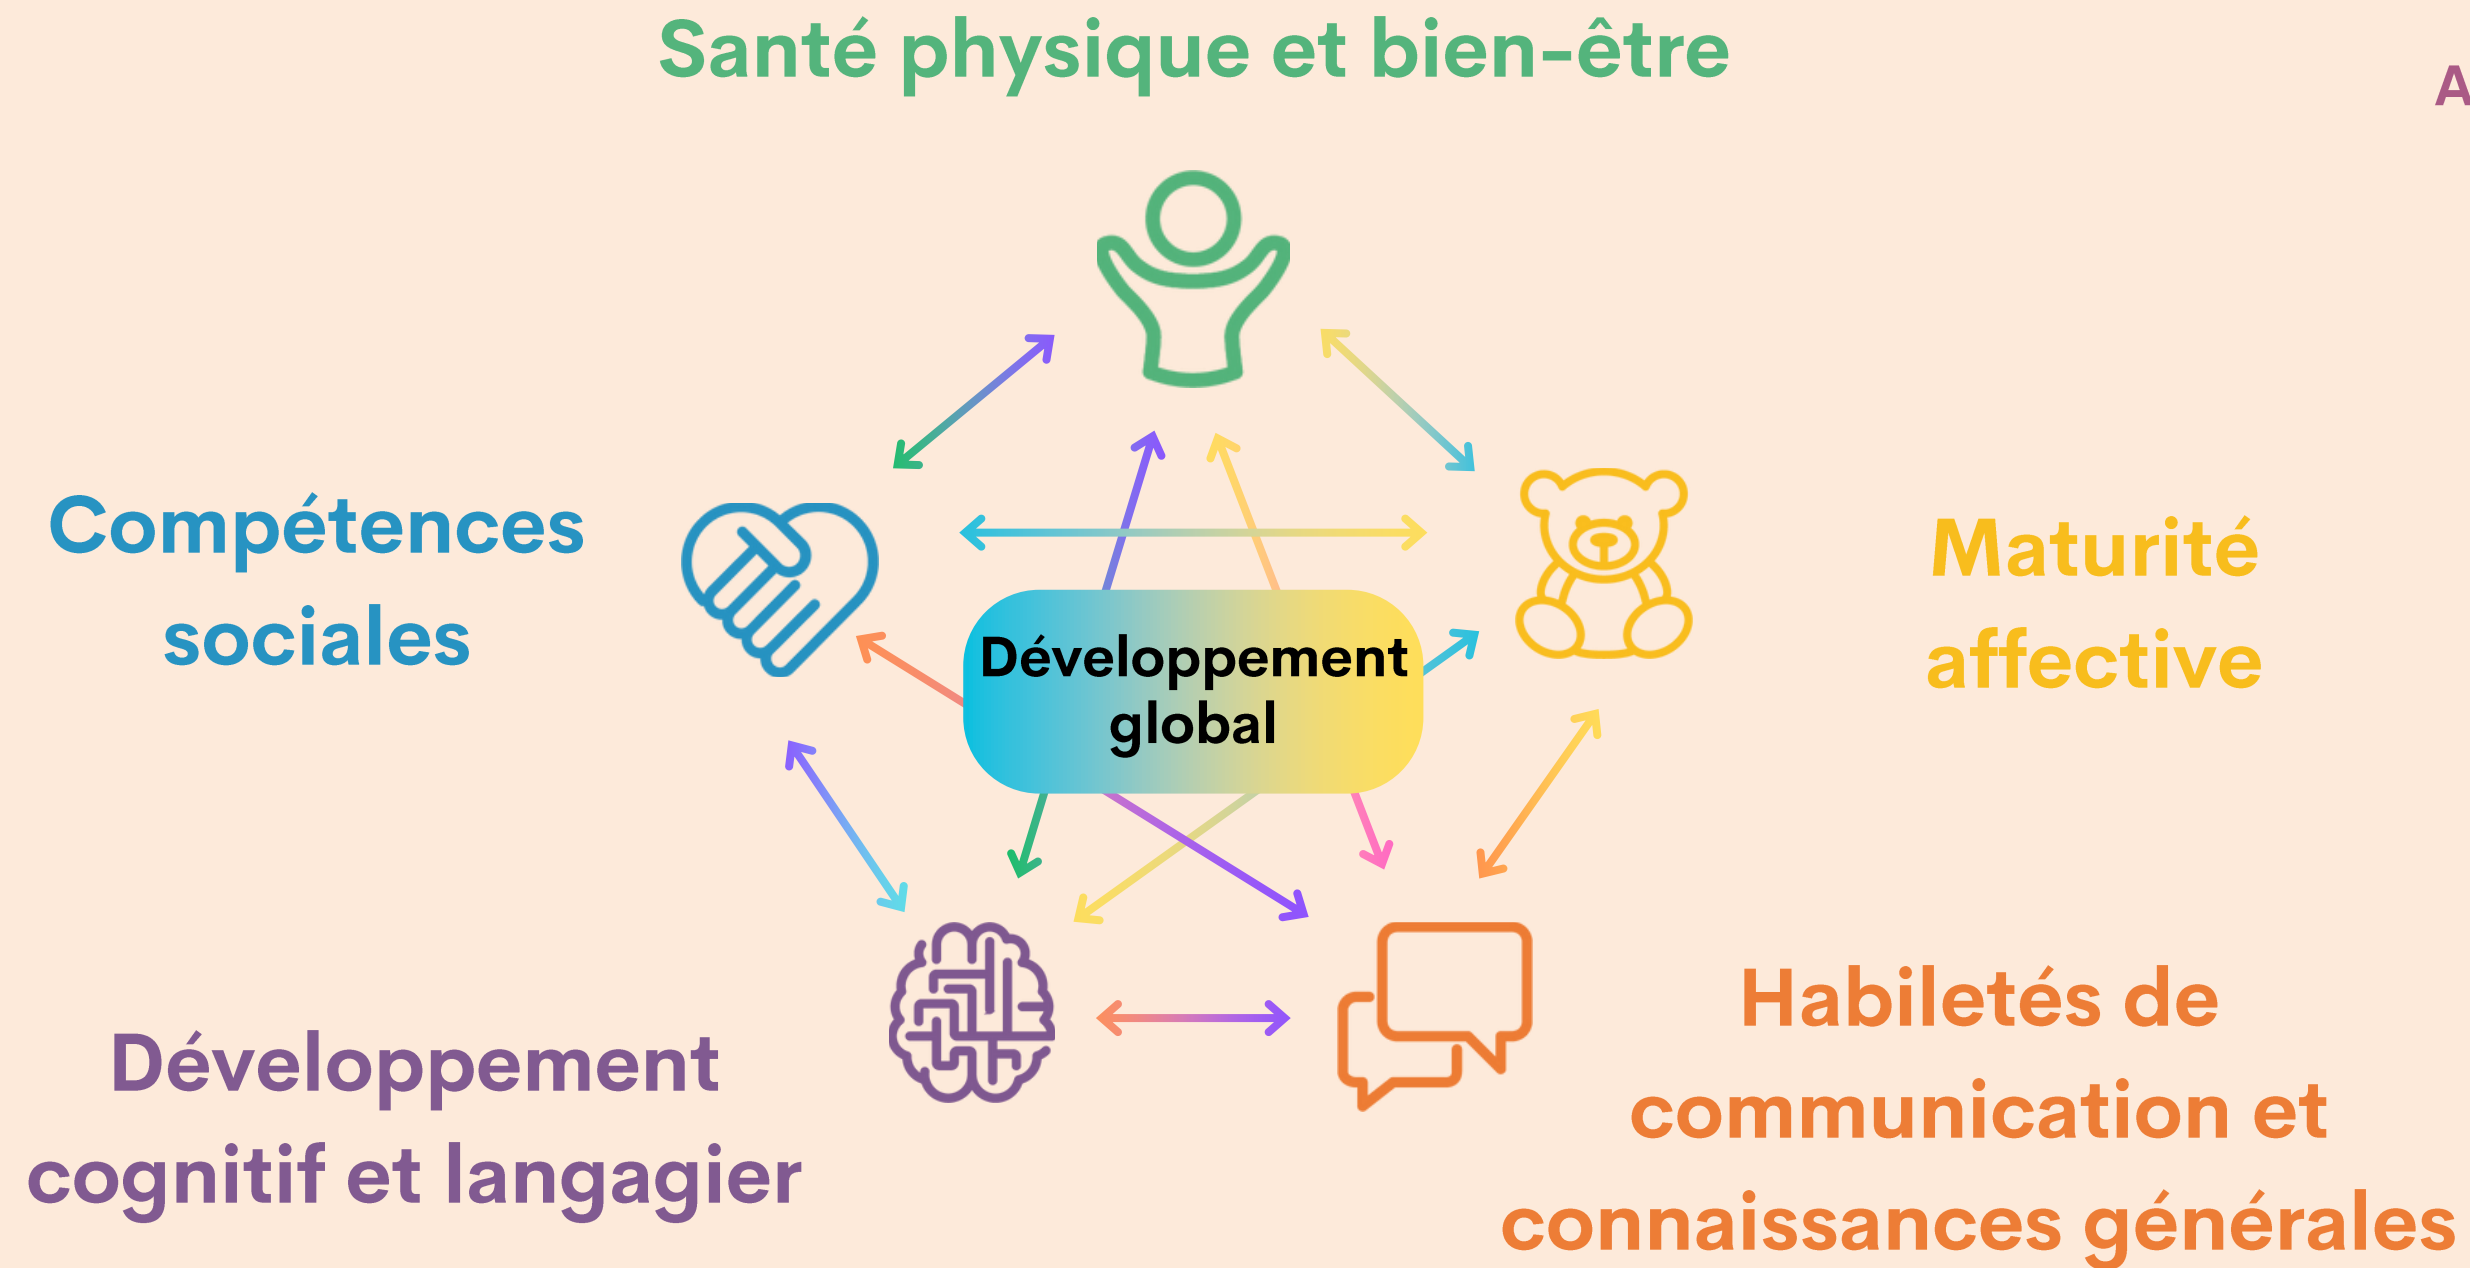 Santé physique et bien-être
A
Compétences
sociales
Maturité
affective
Développement
global
Développement
cognitif et langagier
Habiletés de
communication et
connaissances générales